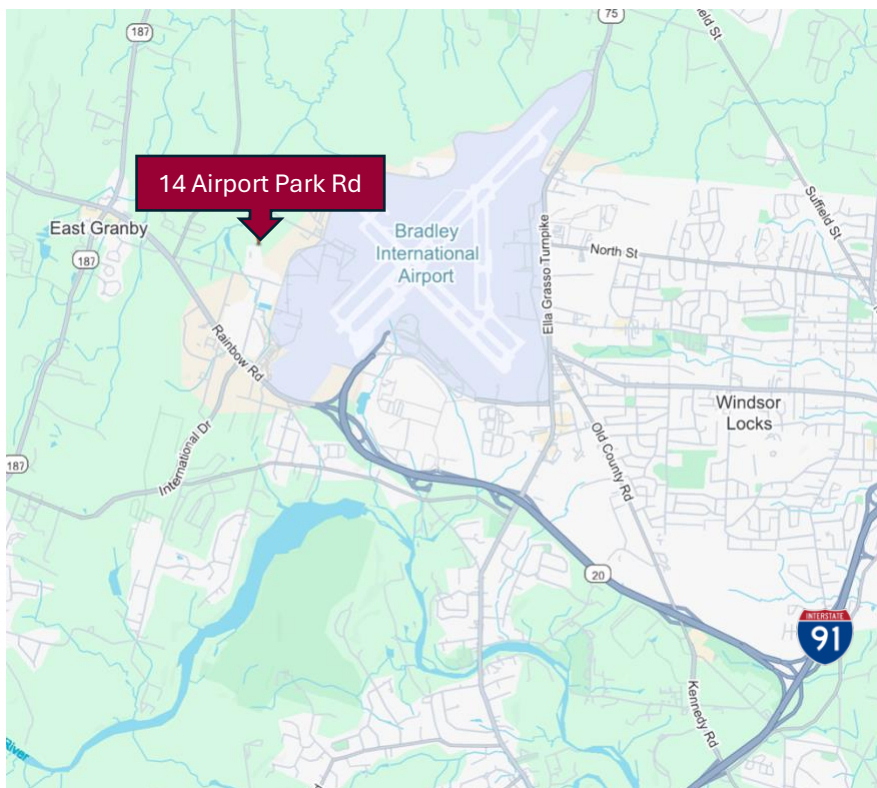 187
75
Suffield St
14 Airport Park Rd
East Granby
187
Bradley
International
Airport
North St
Ella Grasso Turnpike
Rainbow Rd
Windsor
Locks
Old County Rd
International Dr
187
20
INTERSTATE
91
Kennedy Rd
River